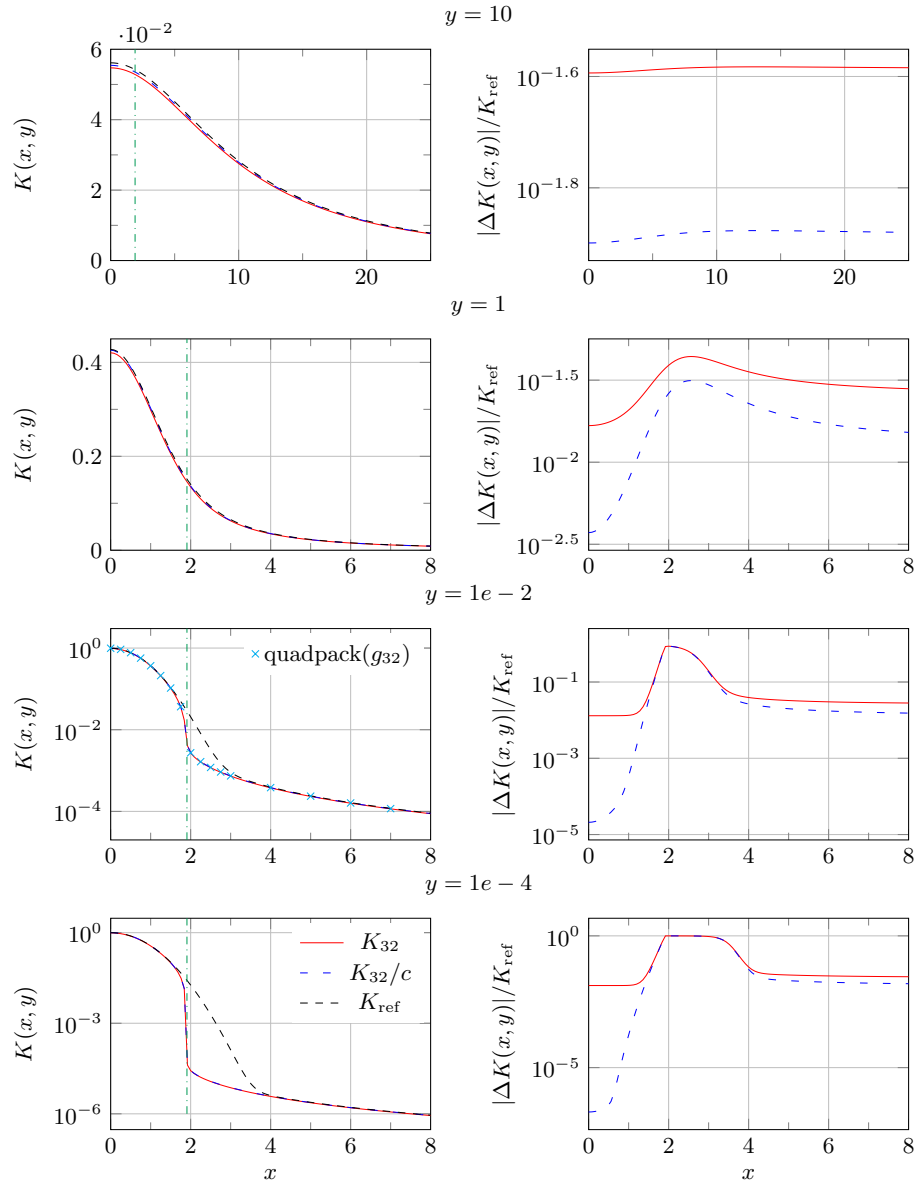 y = 10
·10⁻²
6
4
2
0
0 10 20
K(x, y)
10^−1.6
10^−1.8
0 10 20
|ΔK(x, y)|/K_ref
y = 1
0.4
0.2
0
0 2 4 6 8
K(x, y)
10^−1.5
10^−2
10^−2.5
0 2 4 6 8
|ΔK(x, y)|/K_ref
y = 1e − 2
quadpack(g₃₂)
10⁰
10⁻²
10⁻⁴
0 2 4 6 8
K(x, y)
10⁻¹
10⁻³
10⁻⁵
0 2 4 6 8
|ΔK(x, y)|/K_ref
y = 1e − 4
K₃₂
K₃₂/c
K_ref
10⁰
10⁻³
10⁻⁶
0 2 4 6 8
K(x, y)
x
10⁰
10⁻⁵
0 2 4 6 8
|ΔK(x, y)|/K_ref
x